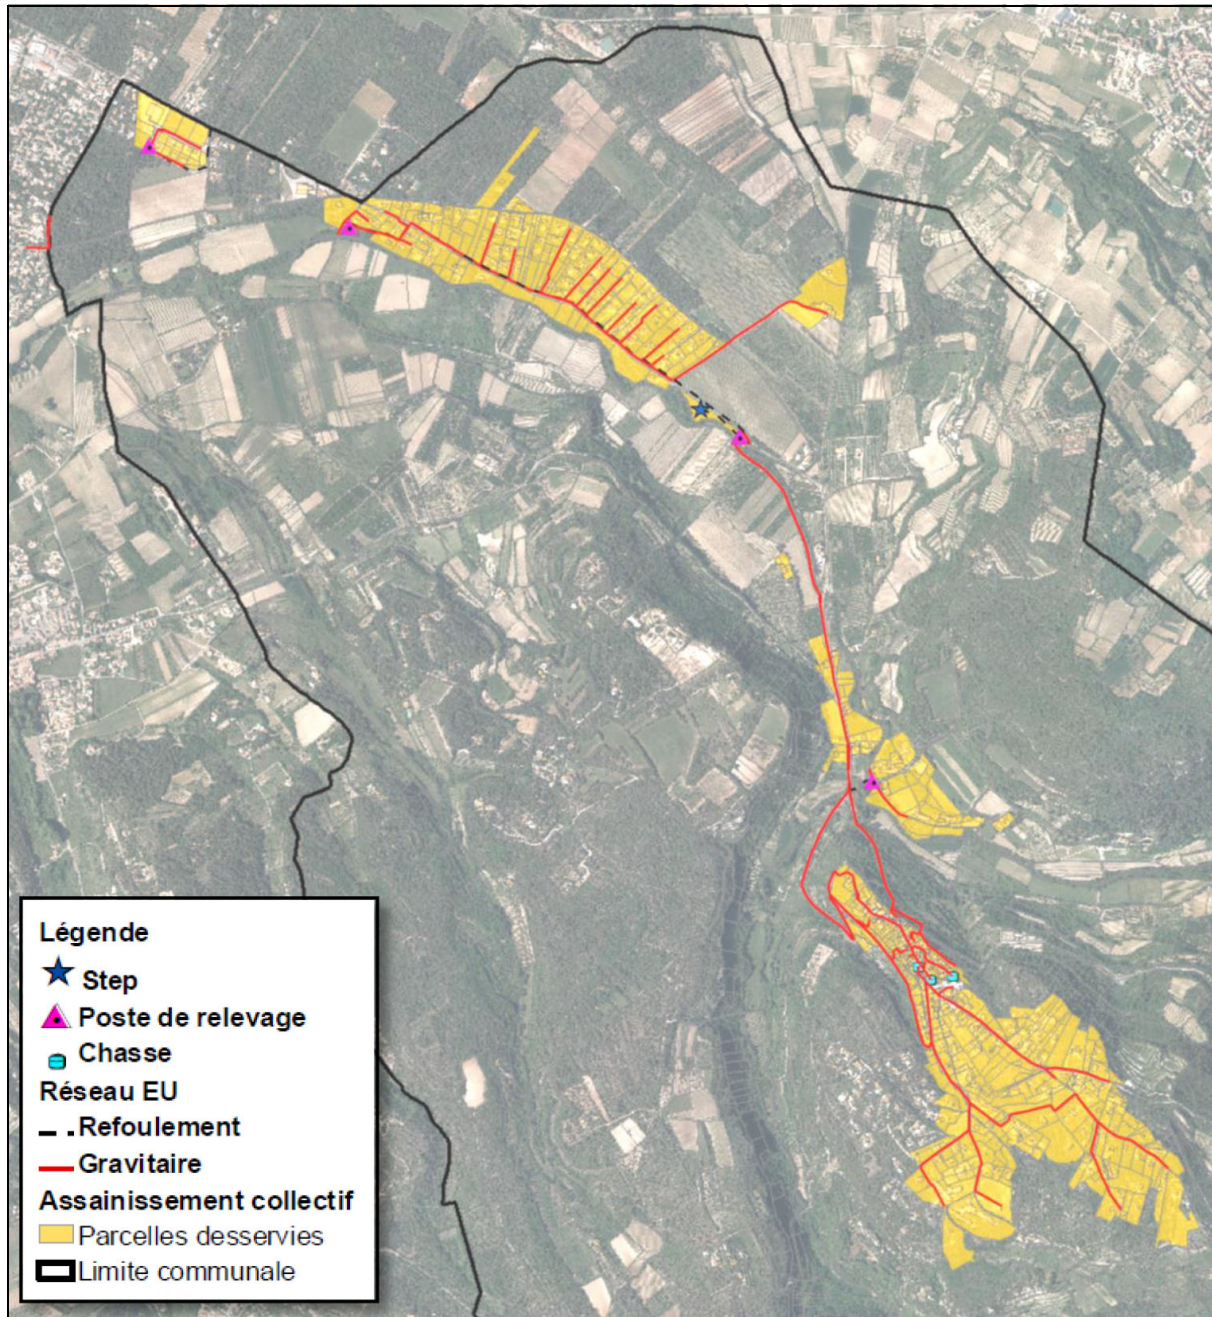 Légende
Step
Poste de relevage
Chasse
Réseau EU
Refoulement
Gravitaire
Assainissement collectif
Parcelles desservies
Limite communale